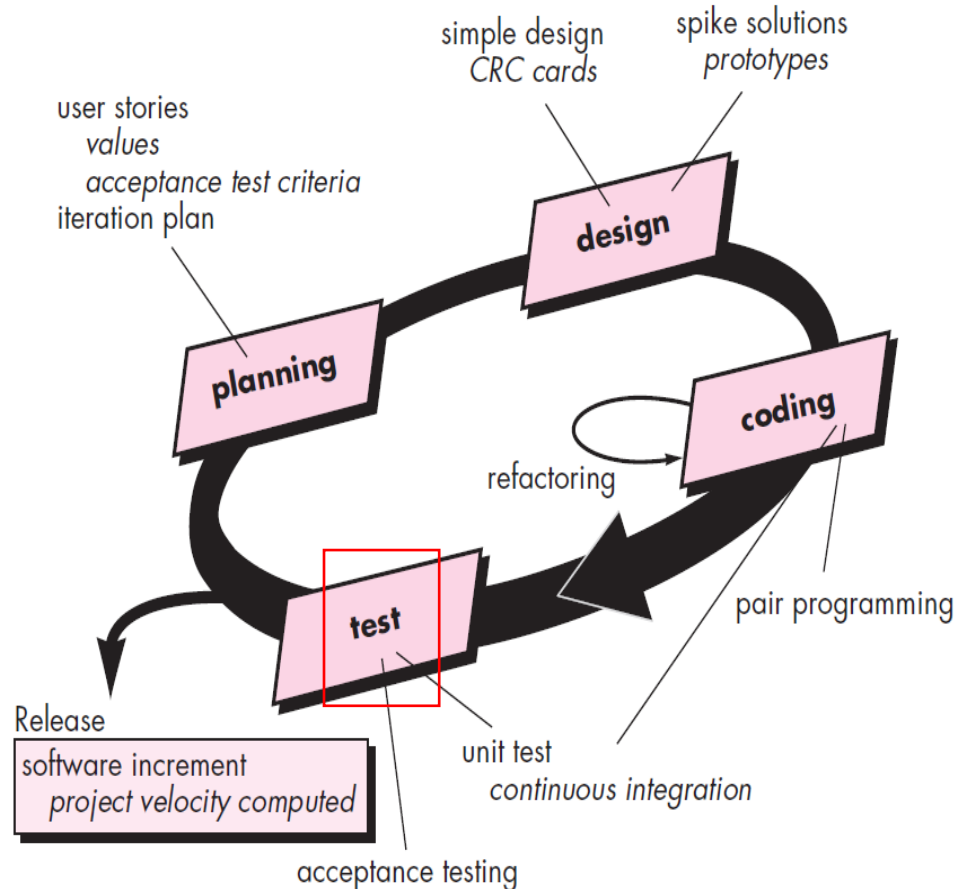 simple design
CRC cards
spike solutions
prototypes
user stories
values
acceptance test criteria
iteration plan
design
planning
coding
refactoring
test
pair programming
Release
software increment
project velocity computed
unit test
continuous integration
acceptance testing